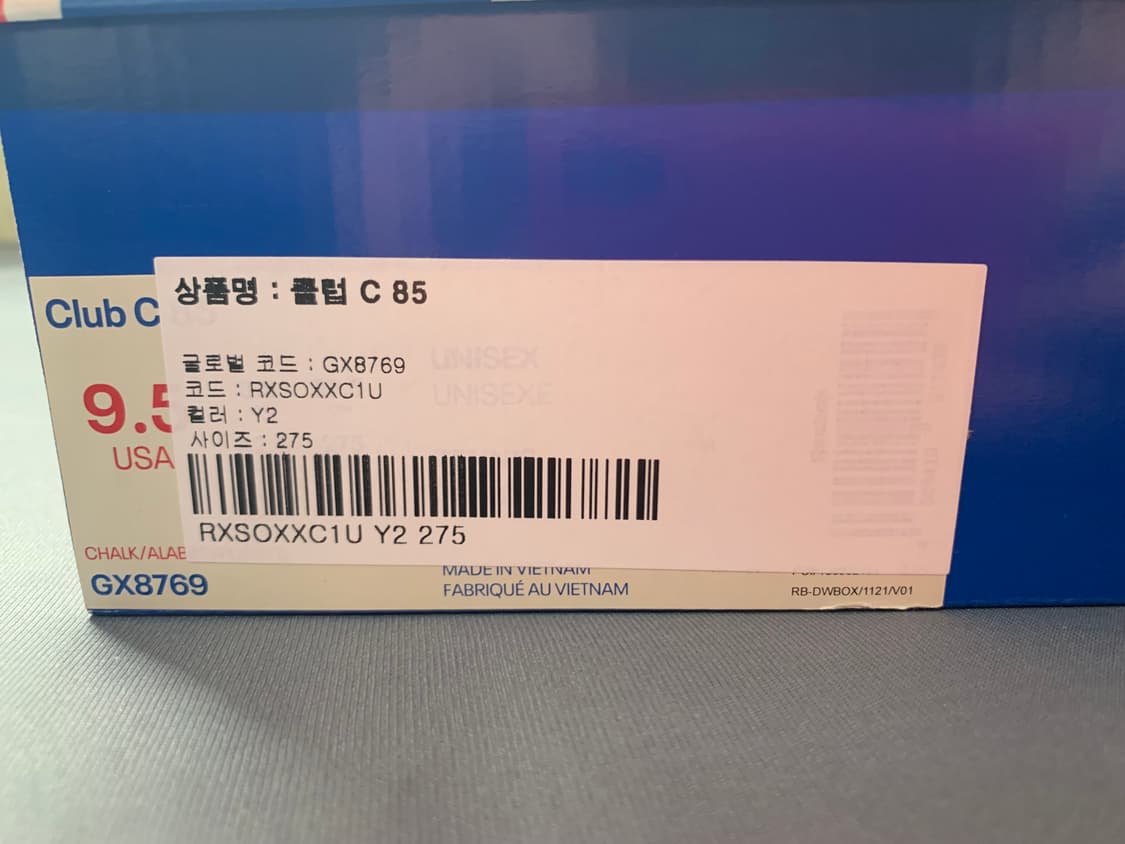 상품명 : 클럽 C 85
Club C
글로벌 코드 : GX8769
UNISEX
코드 : RXSOXXC1U
UNISEXE
9.5
컬러 : Y2
사이즈 : 275
USA
RXSOXXC1U Y2 275
CHALK/ALAB
GX8769
MADE IN VIETNAM
FABRIQUÉ AU VIETNAM
RB-DWBOX/1121/V01